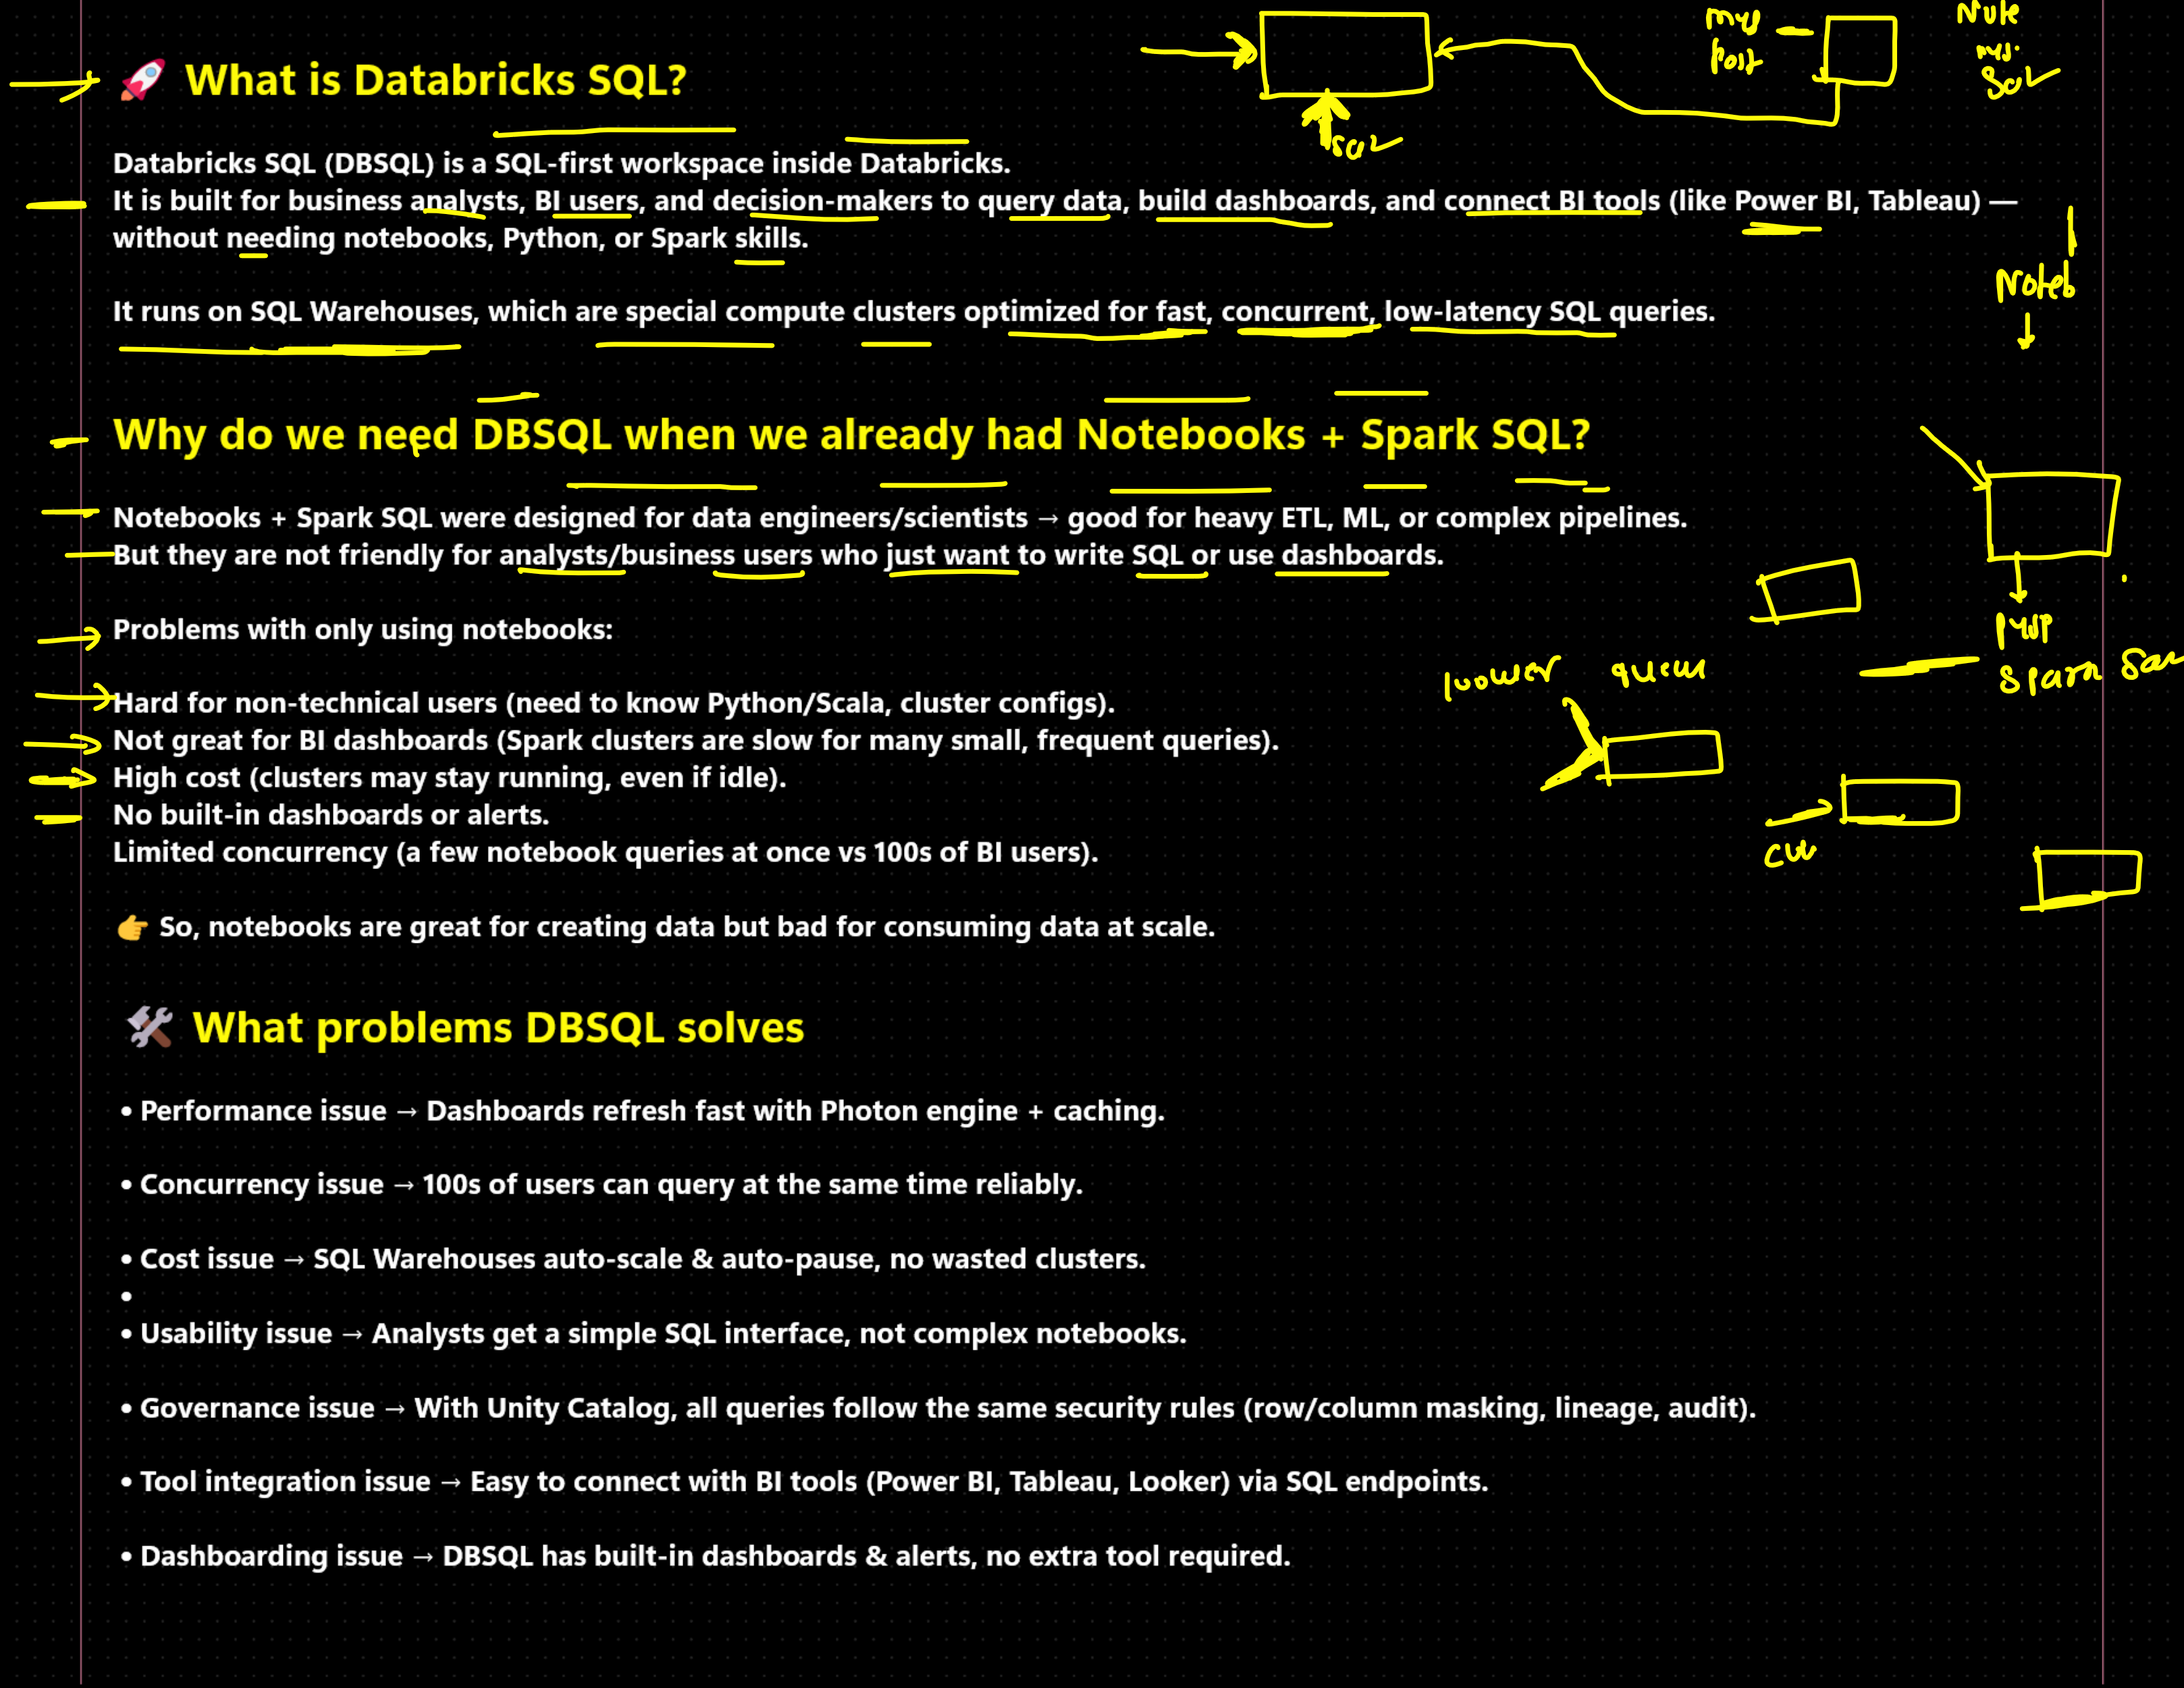 🚀 What is Databricks SQL?
Databricks SQL (DBSQL) is a SQL-first workspace inside Databricks.
It is built for business analysts, BI users, and decision-makers to query data, build dashboards, and connect BI tools (like Power BI, Tableau) —
without needing notebooks, Python, or Spark skills.
It runs on SQL Warehouses, which are special compute clusters optimized for fast, concurrent, low-latency SQL queries.
Why do we need DBSQL when we already had Notebooks + Spark SQL?
Notebooks + Spark SQL were designed for data engineers/scientists → good for heavy ETL, ML, or complex pipelines.
But they are not friendly for analysts/business users who just want to write SQL or use dashboards.
Problems with only using notebooks:
Hard for non-technical users (need to know Python/Scala, cluster configs).
Not great for BI dashboards (Spark clusters are slow for many small, frequent queries).
High cost (clusters may stay running, even if idle).
No built-in dashboards or alerts.
Limited concurrency (a few notebook queries at once vs 100s of BI users).
👉 So, notebooks are great for creating data but bad for consuming data at scale.
🛠 What problems DBSQL solves
• Performance issue → Dashboards refresh fast with Photon engine + caching.
• Concurrency issue → 100s of users can query at the same time reliably.
• Cost issue → SQL Warehouses auto-scale & auto-pause, no wasted clusters.
•
• Usability issue → Analysts get a simple SQL interface, not complex notebooks.
• Governance issue → With Unity Catalog, all queries follow the same security rules (row/column masking, lineage, audit).
• Tool integration issue → Easy to connect with BI tools (Power BI, Tableau, Looker) via SQL endpoints.
• Dashboarding issue → DBSQL has built-in dashboards & alerts, no extra tool required.
SQL
SQL
Noteb
Spark
power